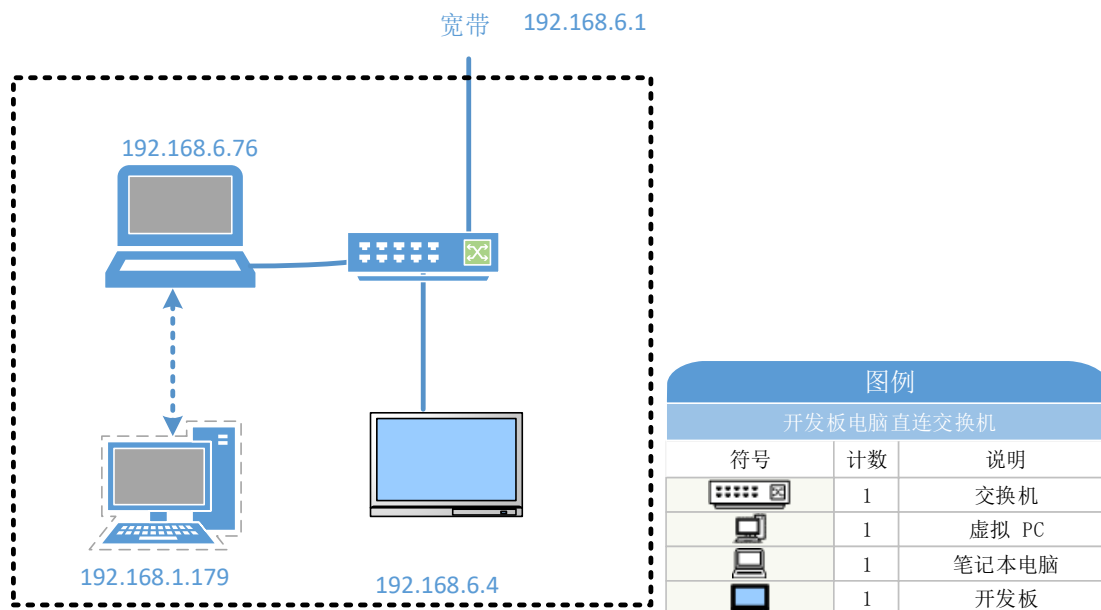 宽带 192.168.6.1
192.168.6.76
192.168.1.179
192.168.6.4
图例
开发板电脑直连交换机
符号 计数 说明
1 交换机
1 虚拟 PC
1 笔记本电脑
1 开发板